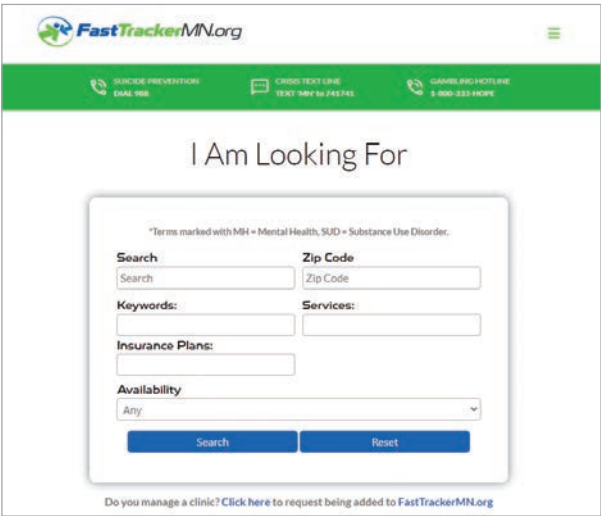 FastTrackerMN.org
SUICIDE PREVENTION
DIAL 988
CRISIS TEXT LINE
TEXT 'MN' to 741741
GAMBLING HOTLINE
1-800-333-HOPE
I Am Looking For
*Terms marked with MH = Mental Health, SUD = Substance Use Disorder.
Search Zip Code
Search Zip Code
Keywords: Services:
Insurance Plans:
Availability
Any
Search Reset
Do you manage a clinic? Click here to request being added to FastTrackerMN.org